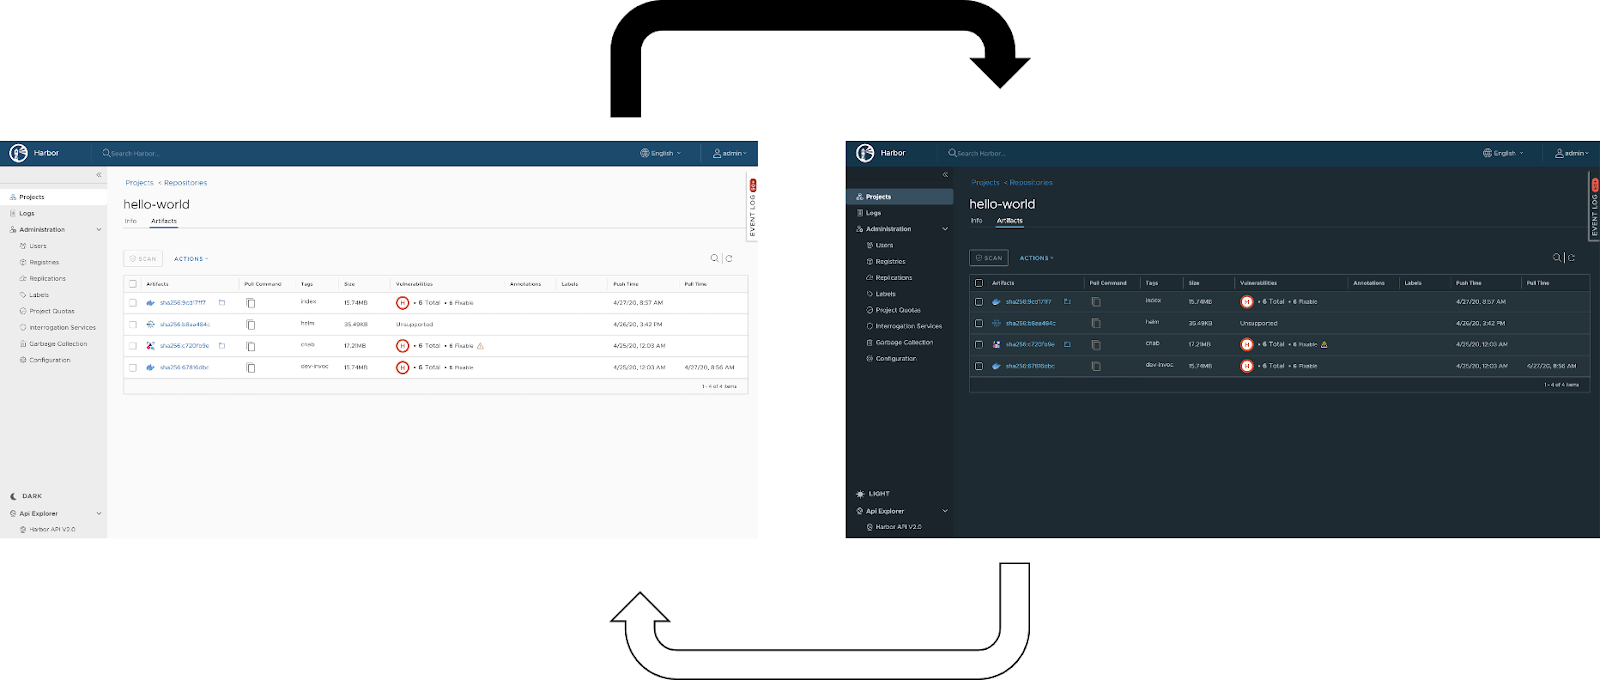 Harbor Search Harbor... English admin
Projects < Repositories
hello-world
Info Artifacts
EVENT LOG
Projects
Logs
Administration
Users
Registries
Replications
Labels
Project Quotas
Interrogation Services
Garbage Collection
Configuration
SCAN ACTIONS
Artifacts Pull Command Tags Size Vulnerabilities Annotations Labels Push Time Pull Time
sha256:9cd17ff7 index 15.74MB H • 6 Total • 6 Fixable 4/27/20, 8:57 AM
helm 35.49KB Unsupported 4/26/20, 3:42 PM
sha256:c720fb9e cnab 17.21MB H • 6 Total • 6 Fixable 4/25/20, 12:03 AM
sha256:67816dbc dev-invoc 15.74MB H • 6 Total • 6 Fixable 4/25/20, 12:03 AM 4/27/20, 8:56 AM
1 - 4 of 4 items
DARK
Api Explorer
Harbor API V2.0
Harbor Search Harbor... English admin
Projects < Repositories
hello-world
Info Artifacts
EVENT LOG
Projects
Logs
Administration
Users
Registries
Replications
Labels
Project Quotas
Interrogation Services
Garbage Collection
Configuration
SCAN ACTIONS
Artifacts Pull Command Tags Size Vulnerabilities Annotations Labels Push Time Pull Time
sha256:9cd17ff7 index 15.74MB H • 6 Total • 6 Fixable 4/27/20, 8:57 AM
helm 35.49KB Unsupported 4/26/20, 3:42 PM
sha256:c720fb9e cnab 17.21MB H • 6 Total • 6 Fixable 4/25/20, 12:03 AM
sha256:67816dbc dev-invoc 15.74MB H • 6 Total • 6 Fixable 4/25/20, 12:03 AM 4/27/20, 8:56 AM
1 - 4 of 4 items
LIGHT
Api Explorer
Harbor API V2.0